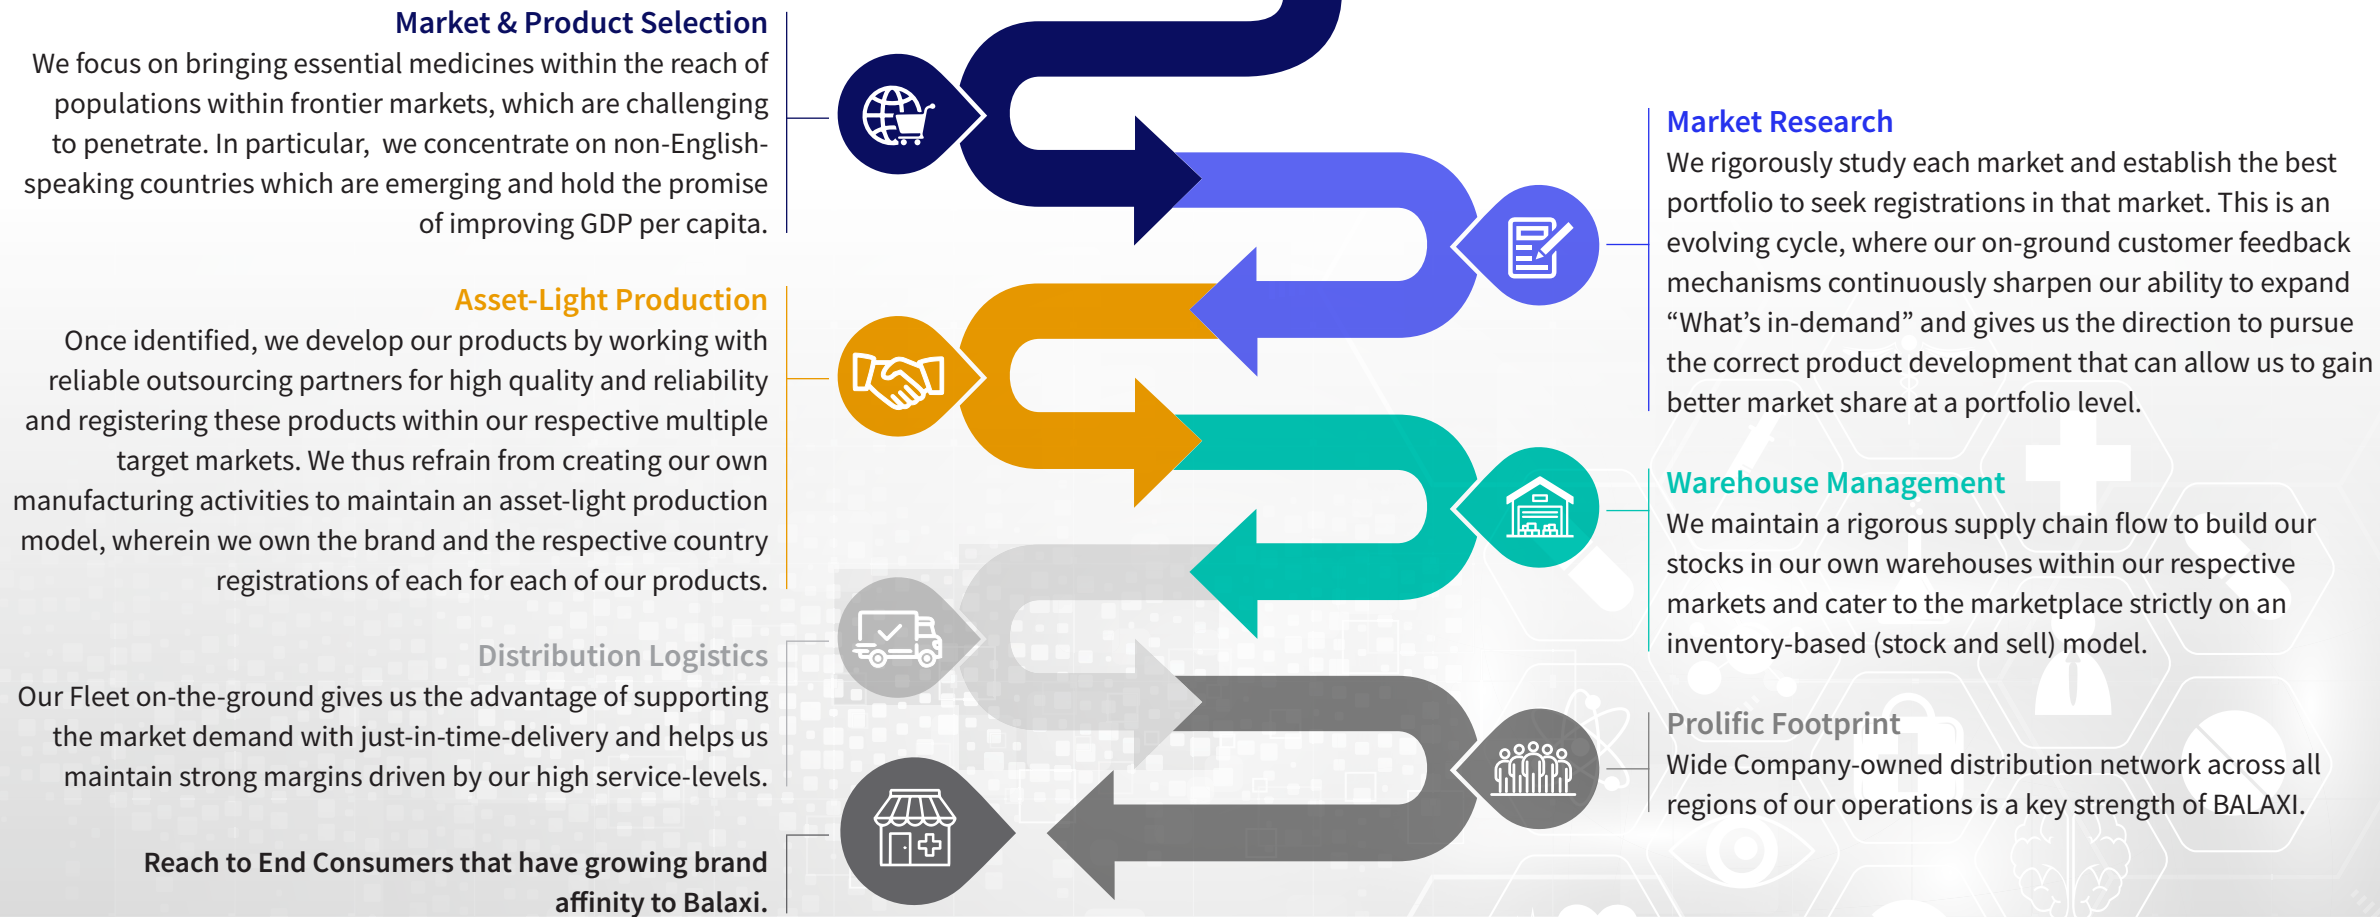 Market & Product Selection
We focus on bringing essential medicines within the reach of
populations within frontier markets, which are challenging
to penetrate. In particular,  we concentrate on non-English-
speaking countries which are emerging and hold the promise
of improving GDP per capita.
Market Research
We rigorously study each market and establish the best
portfolio to seek registrations in that market. This is an
evolving cycle, where our on-ground customer feedback
mechanisms continuously sharpen our ability to expand
“What’s in-demand” and gives us the direction to pursue
the correct product development that can allow us to gain
better market share at a portfolio level.
Asset-Light Production
Once identified, we develop our products by working with
reliable outsourcing partners for high quality and reliability
and registering these products within our respective multiple
target markets. We thus refrain from creating our own
manufacturing activities to maintain an asset-light production
model, wherein we own the brand and the respective country
registrations of each for each of our products.
Warehouse Management
We maintain a rigorous supply chain flow to build our
stocks in our own warehouses within our respective
markets and cater to the marketplace strictly on an
inventory-based (stock and sell) model.
Distribution Logistics
Our Fleet on-the-ground gives us the advantage of supporting
the market demand with just-in-time-delivery and helps us
maintain strong margins driven by our high service-levels.
Prolific Footprint
Wide Company-owned distribution network across all
regions of our operations is a key strength of BALAXI.
Reach to End Consumers that have growing brand
affinity to Balaxi.